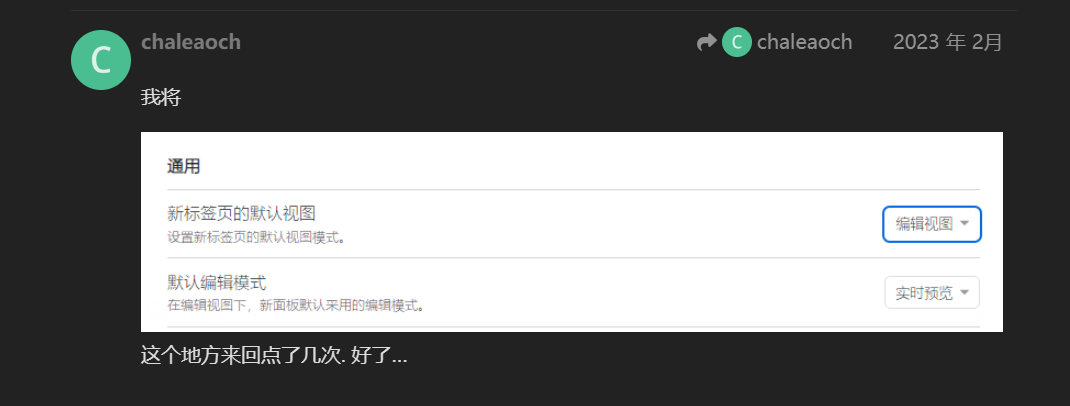 C chaleaoch C chaleaoch 2023 年 2月
我将
通用
新标签页的默认视图
设置新标签页的默认视图模式。
编辑视图
默认编辑模式
在编辑视图下，新面板默认采用的编辑模式。
实时预览
这个地方来回点了几次. 好了...